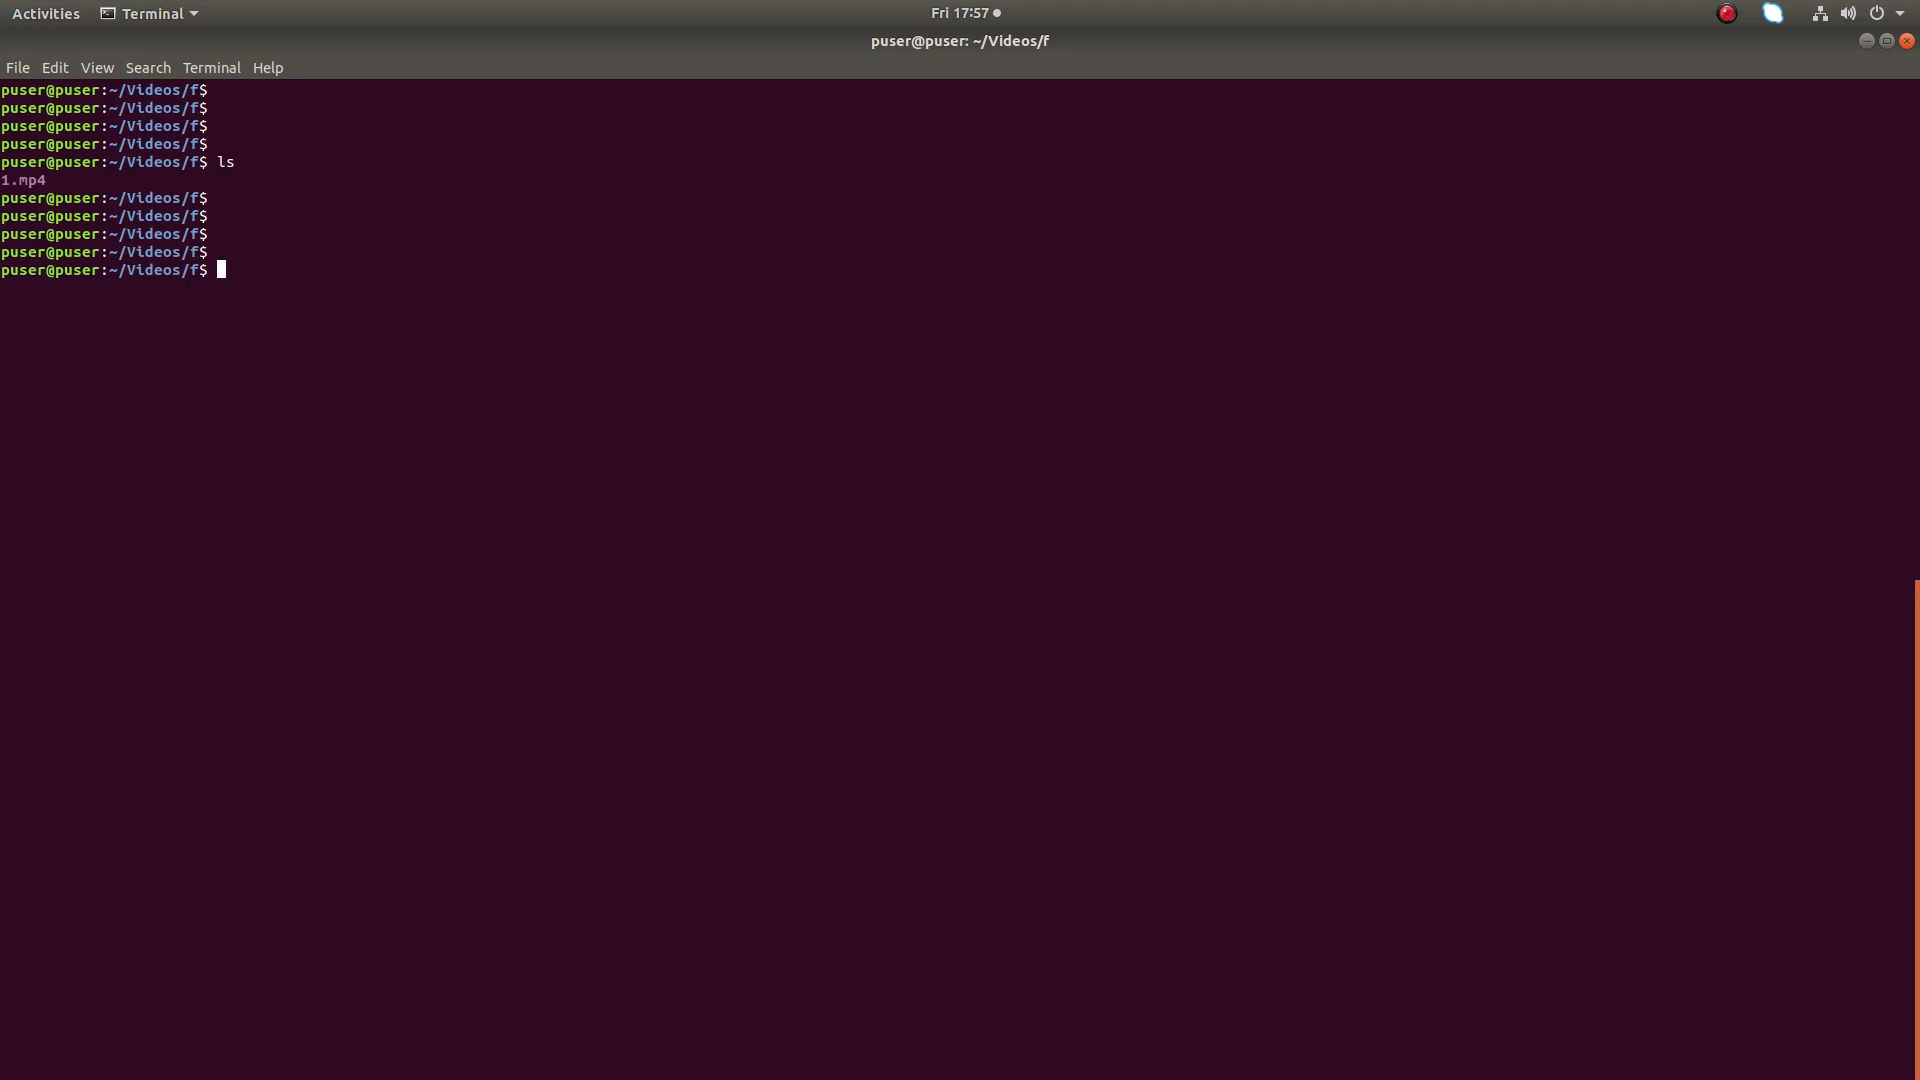 Activities Terminal Fri 17:57
puser@puser: ~/Videos/f
File Edit View Search Terminal Help
puser@puser:~/Videos/f$
puser@puser:~/Videos/f$
puser@puser:~/Videos/f$
puser@puser:~/Videos/f$
puser@puser:~/Videos/f$ ls
1.mp4
puser@puser:~/Videos/f$
puser@puser:~/Videos/f$
puser@puser:~/Videos/f$
puser@puser:~/Videos/f$
puser@puser:~/Videos/f$